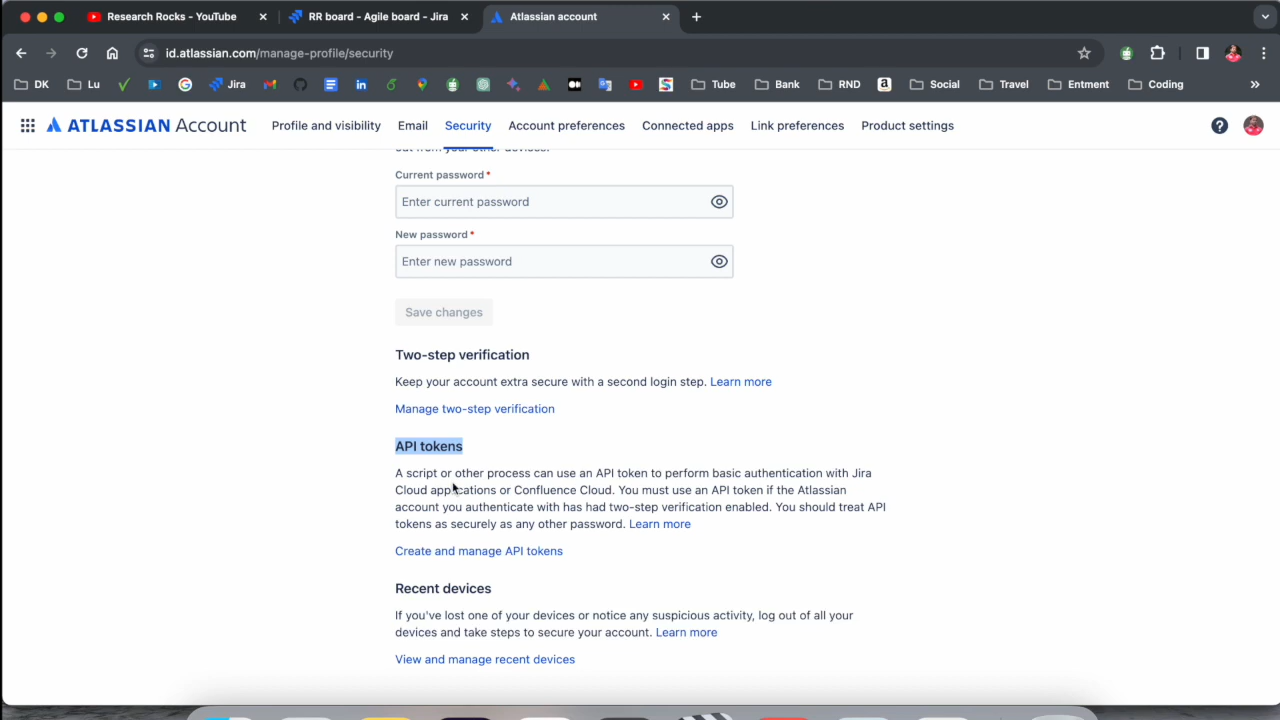 Research Rocks - YouTube
RR board - Agile board - Jira
Atlassian account
id.atlassian.com/manage-profile/security
DK
Lu
Jira
Tube
Bank
RND
Social
Travel
Entment
Coding
ATLASSIAN Account
Profile and visibility
Email
Security
Account preferences
Connected apps
Link preferences
Product settings
out from your other devices.
Current password *
Enter current password
New password *
Enter new password
Save changes
Two-step verification
Keep your account extra secure with a second login step. Learn more
Manage two-step verification
API tokens
A script or other process can use an API token to perform basic authentication with Jira
Cloud applications or Confluence Cloud. You must use an API token if the Atlassian
account you authenticate with has had two-step verification enabled. You should treat API
tokens as securely as any other password. Learn more
Create and manage API tokens
Recent devices
If you've lost one of your devices or notice any suspicious activity, log out of all your
devices and take steps to secure your account. Learn more
View and manage recent devices